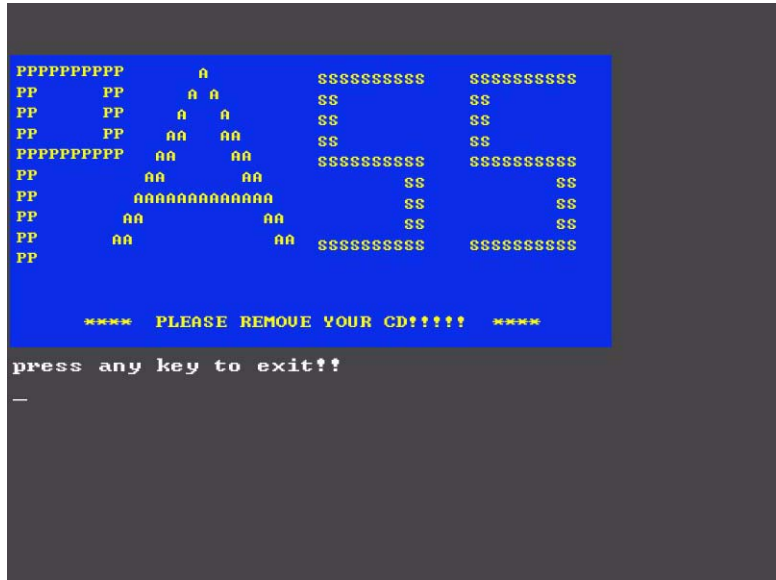 PPPPPPPPPP         A
PP      PP        A A         SSSSSSSSSS     SSSSSSSSSS
PP      PP       A   A        SS             SS
PP      PP      AA   AA       SS             SS
PPPPPPPPPP     AA     AA      SS             SS
PP            AA       AA     SSSSSSSSSS     SSSSSSSSSS
PP           AAAAAAAAAAAAA            SS             SS
PP          AA           AA           SS             SS
PP         AA             AA          SS             SS
PP                            SSSSSSSSSS     SSSSSSSSSS
**** PLEASE REMOVE YOUR CD!!!!! ****
press any key to exit!!
_